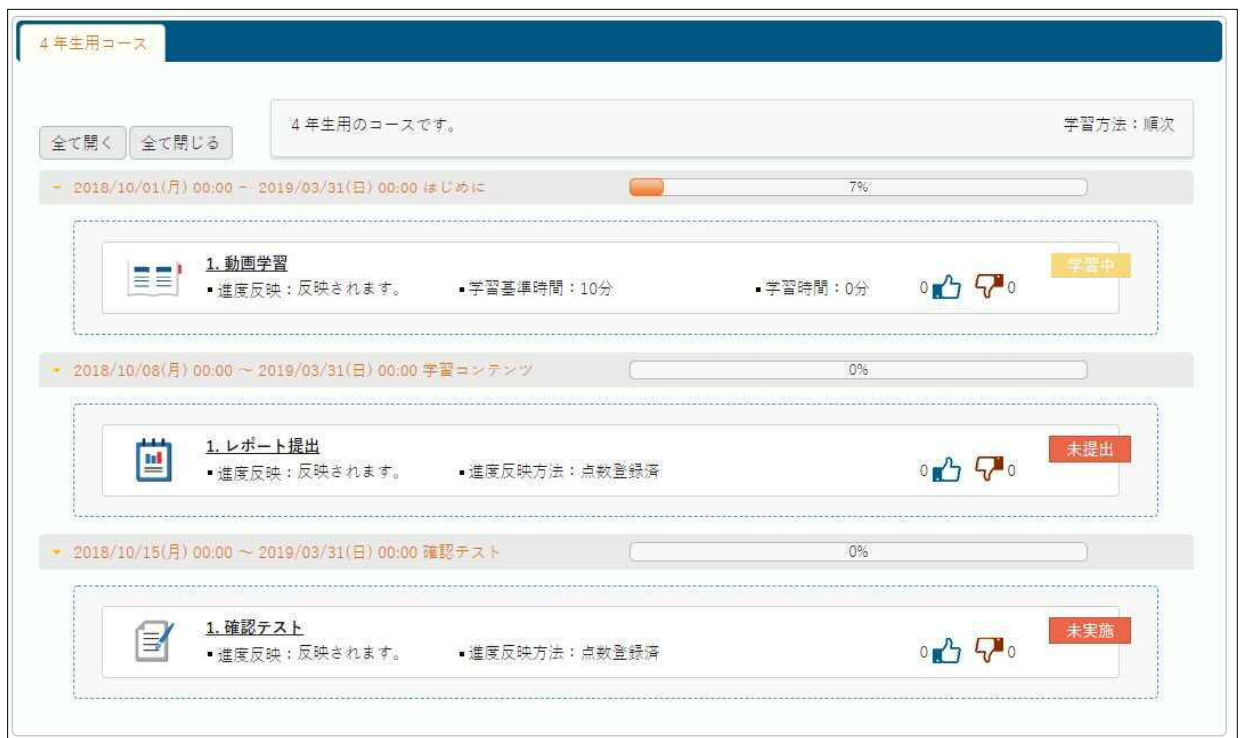 4年生用コース
4年生用のコースです。 学習方法：順次
全て開く 全て閉じる
2018/10/01(月) 00:00 ～ 2019/03/31(日) 00:00 はじめに 7%
1. 動画学習 学習中
▪進度反映：反映されます。 ▪学習基準時間：10分 ▪学習時間：0分 0 0
2018/10/08(月) 00:00 ～ 2019/03/31(日) 00:00 学習コンテンツ 0%
1. レポート提出 未提出
▪進度反映：反映されます。 ▪進度反映方法：点数登録済 0 0
2018/10/15(月) 00:00 ～ 2019/03/31(日) 00:00 確認テスト 0%
1. 確認テスト 未実施
▪進度反映：反映されます。 ▪進度反映方法：点数登録済 0 0